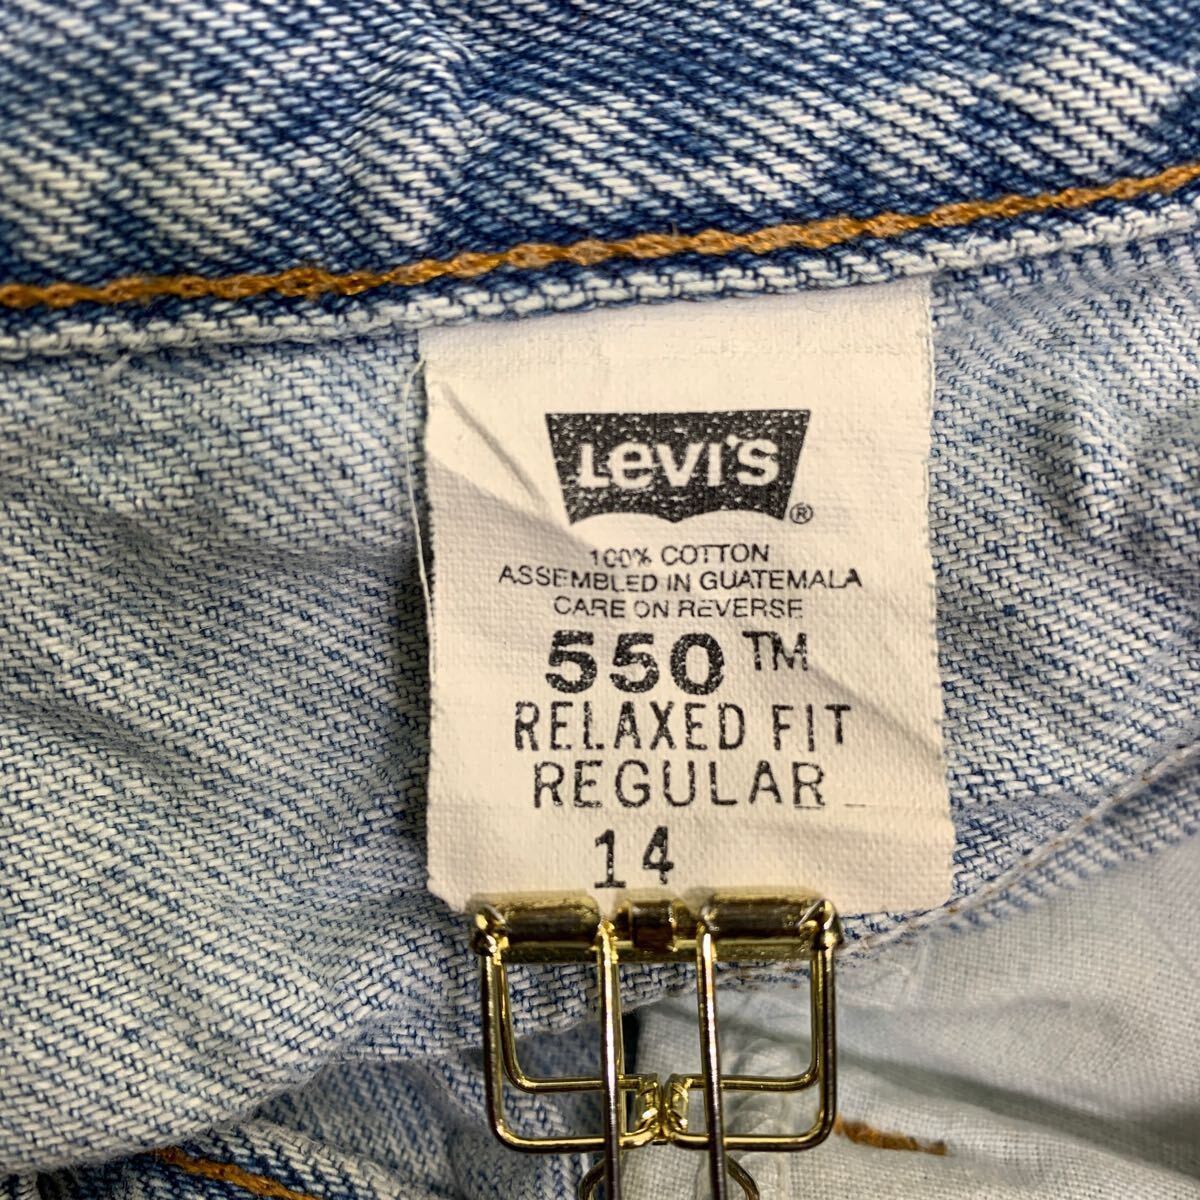 LEVI'S ®
100% COTTON
ASSEMBLED IN GUATEMALA
CARE ON REVERSE
550™
RELAXED FIT
REGULAR
14